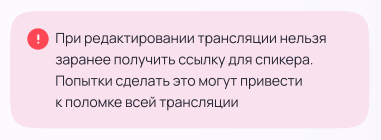 При редактировании трансляции нельзя
заранее получить ссылку для спикера.
Попытки сделать это могут привести
к поломке всей трансляции